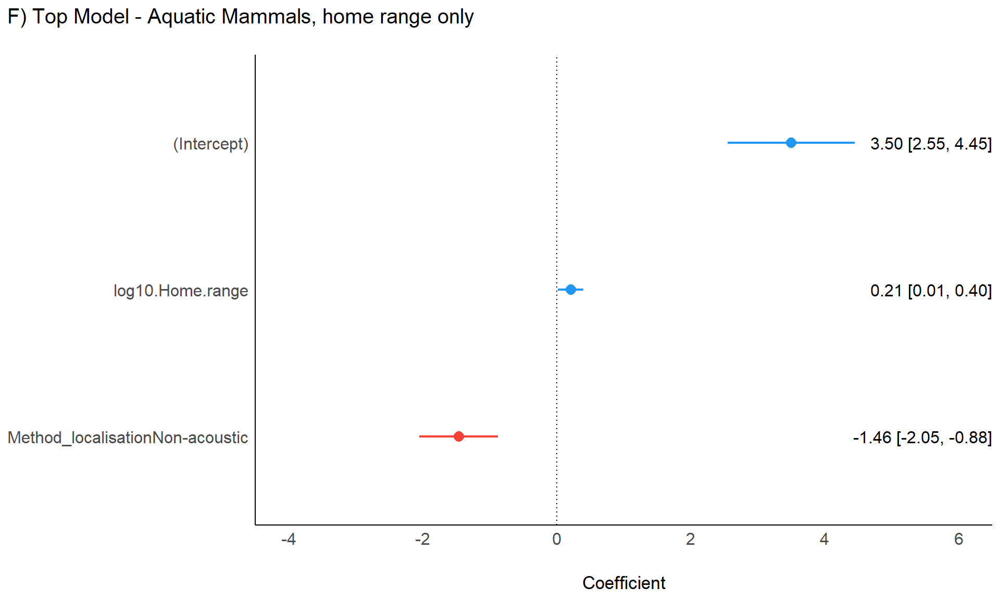 F) Top Model - Aquatic Mammals, home range only
(Intercept)
3.50 [2.55, 4.45]
log10.Home.range
0.21 [0.01, 0.40]
Method_localisationNon-acoustic
-1.46 [-2.05, -0.88]
-4 -2 0 2 4 6
Coefficient